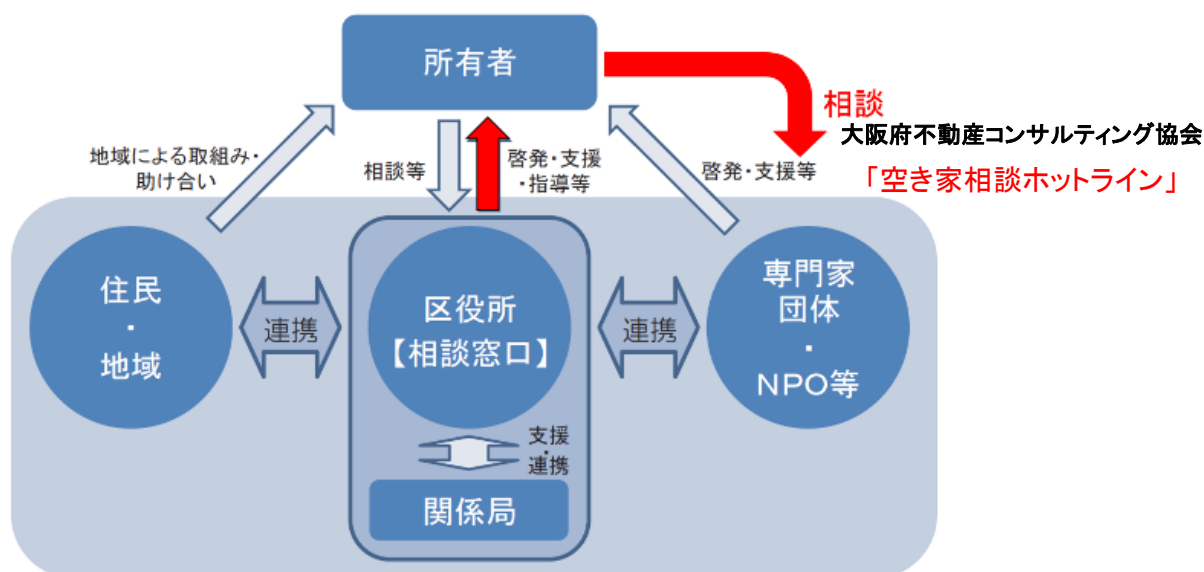 所有者
相談
大阪府不動産コンサルティング協会
「空き家相談ホットライン」
地域による取組み・
助け合い
相談等
啓発・支援
・指導等
啓発・支援等
住民
・
地域
連携
区役所
【相談窓口】
連携
専門家
団体
・
NPO等
支援
・
連携
関係局